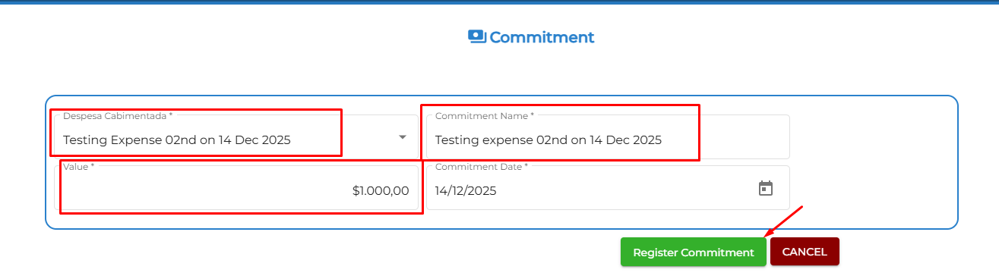 Commitment
Despesa Cabimentada *
Testing Expense 02nd on 14 Dec 2025
Commitment Name *
Testing expense 02nd on 14 Dec 2025
Value *
$1.000,00
Commitment Date *
14/12/2025
Register Commitment
CANCEL